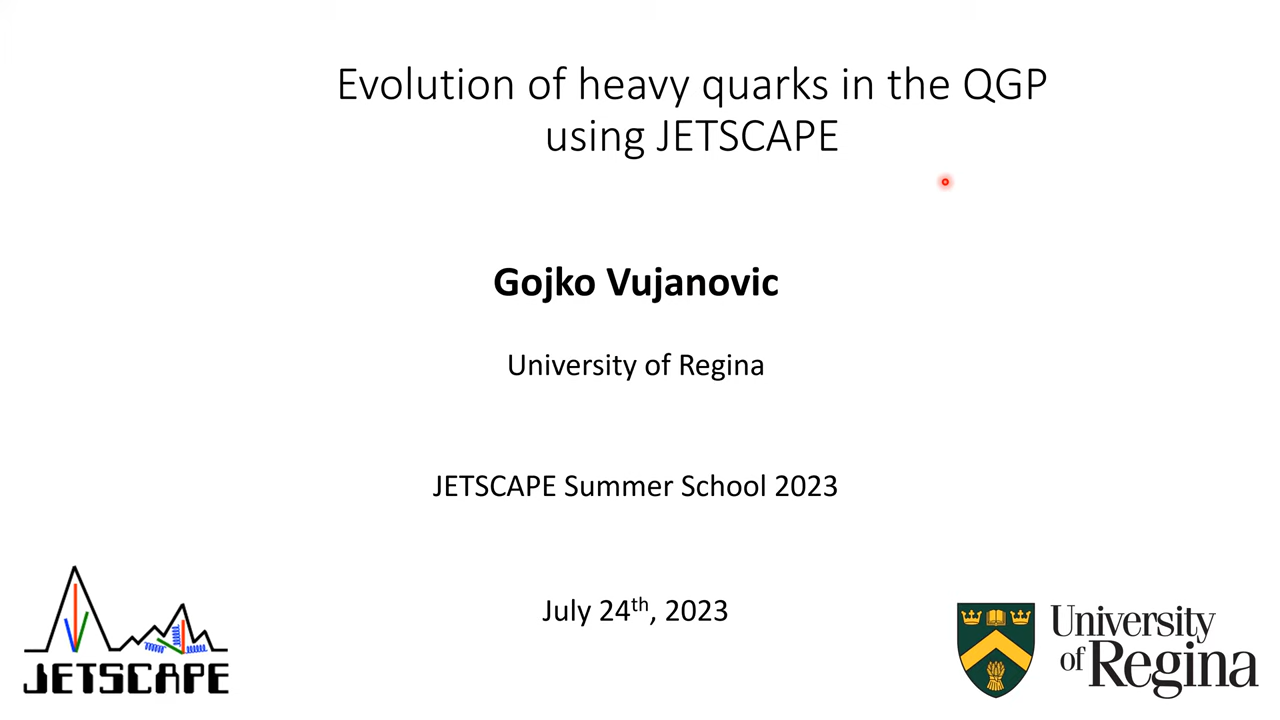 Evolution of heavy quarks in the QGP
using JETSCAPE
Gojko Vujanovic
University of Regina
JETSCAPE Summer School 2023
July 24th, 2023
JETSCAPE
University
of Regina